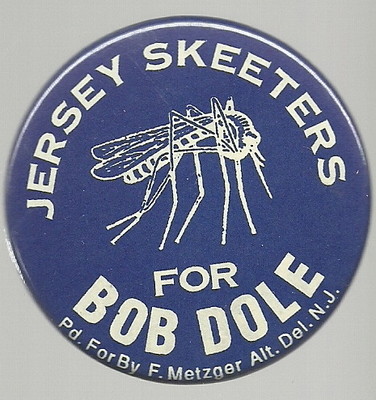 JERSEY SKEETERS
FOR
BOB DOLE
Pd. For By F. Metzger Alt. Del. N.J.